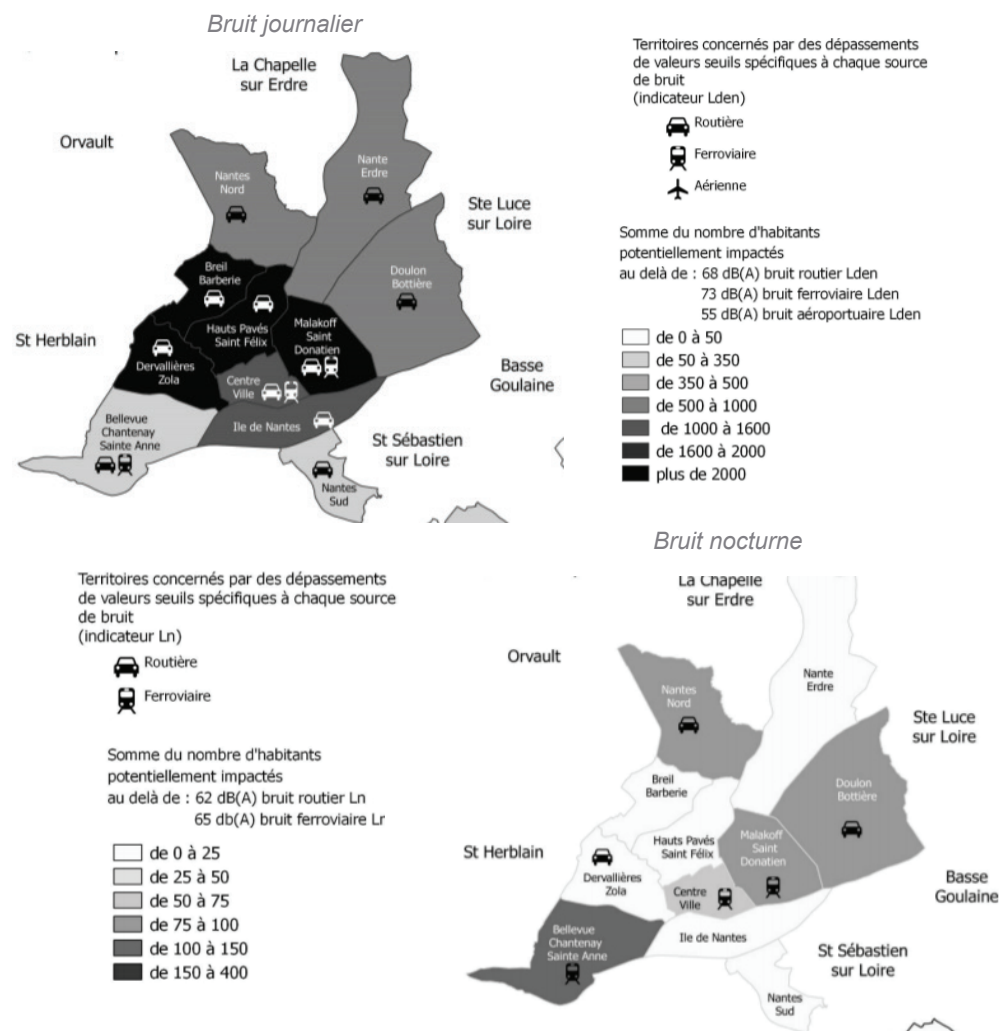 Bruit journalier
La Chapelle
sur Erdre
Orvault
Nante
Erdre
Nantes
Nord
Ste Luce
sur Loire
Breil
Barberie
Doulon
Bottière
St Herblain
Hauts Pavés
Saint Félix
Malakoff
Saint
Donatien
Dervallières
Zola
Centre
Ville
Basse
Goulaine
Bellevue
Chantenay
Sainte Anne
Ile de Nantes
St Sébastien
sur Loire
Nantes
Sud
Territoires concernés par des dépassements
de valeurs seuils spécifiques à chaque source
de bruit
(indicateur Lden)
Routière
Ferroviaire
Aérienne
Somme du nombre d'habitants
potentiellement impactés
au delà de : 68 dB(A) bruit routier Lden
73 dB(A) bruit ferroviaire Lden
55 dB(A) bruit aéroportuaire Lden
de 0 à 50
de 50 à 350
de 350 à 500
de 500 à 1000
de 1000 à 1600
de 1600 à 2000
plus de 2000
Bruit nocturne
Territoires concernés par des dépassements
de valeurs seuils spécifiques à chaque source
de bruit
(indicateur Ln)
Routière
Ferroviaire
Somme du nombre d'habitants
potentiellement impactés
au delà de : 62 dB(A) bruit routier Ln
65 db(A) bruit ferroviaire Lr
de 0 à 25
de 25 à 50
de 50 à 75
de 75 à 100
de 100 à 150
de 150 à 400
La Chapelle
sur Erdre
Orvault
Nante
Erdre
Nantes
Nord
Ste Luce
sur Loire
Breil
Barberie
Doulon
Bottière
St Herblain
Hauts Pavés
Saint Félix
Malakoff
Saint
Donatien
Dervallières
Zola
Centre
Ville
Basse
Goulaine
Bellevue
Chantenay
Sainte Anne
Ile de Nantes
St Sébastien
sur Loire
Nantes
Sud